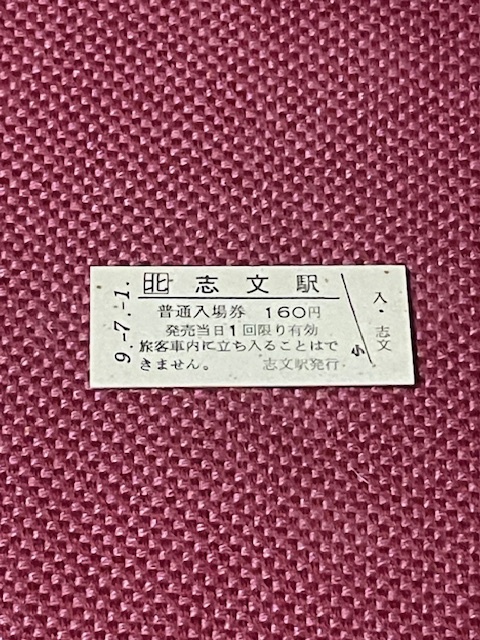 9.-7.-1.
北 志文駅
普通入場券 160円
発売当日1回限り有効
旅客車内に立ち入ることはで
きません。 志文駅発行
小
入・志文